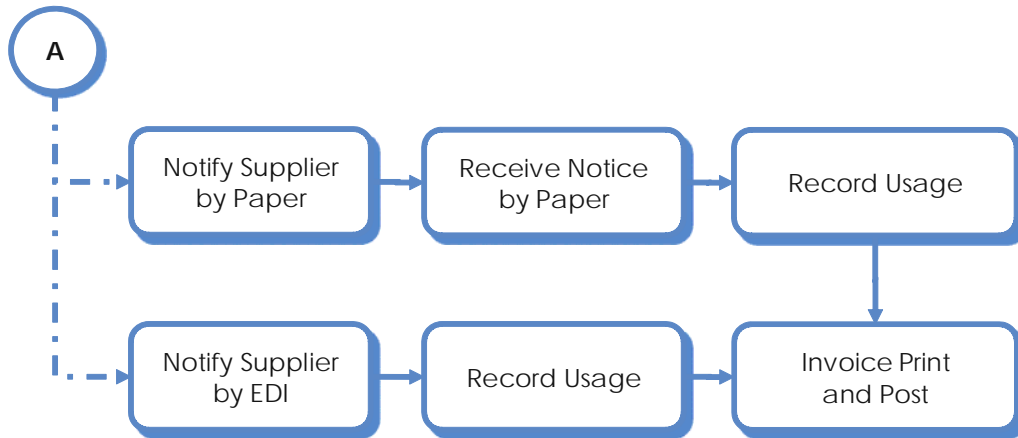 A
Notify Supplier
by Paper
Receive Notice
by Paper
Record Usage
Notify Supplier
by EDI
Record Usage
Invoice Print
and Post